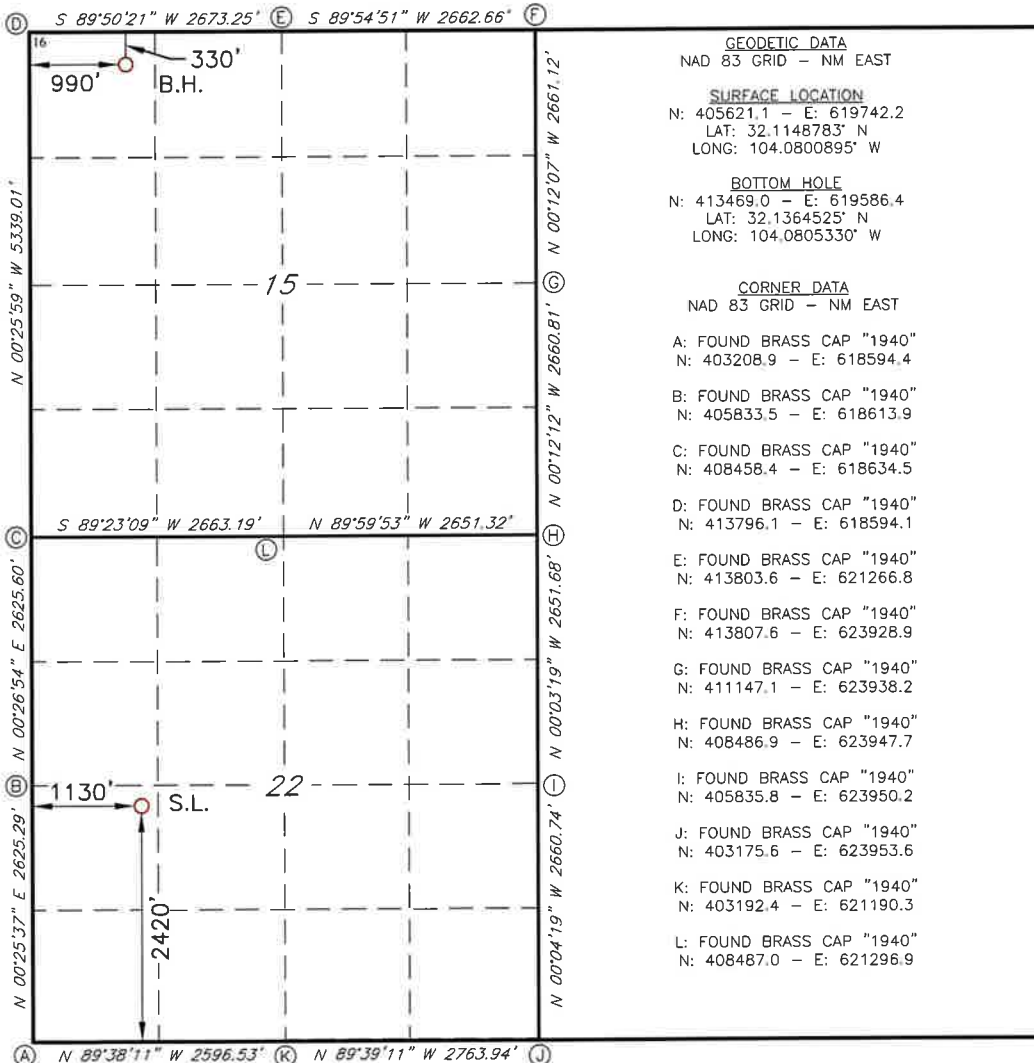 D S 89°50'21" W 2673.25' E S 89°54'51" W 2662.66' F
16
330'
990' B.H.
N 00°25'59" W 5339.01'
N 00°12'07" W 2661.12'
15
G
N 00°12'12" W 2660.81'
C S 89°23'09" W 2663.19' N 89°59'53" W 2651.32' H
L
N 00°26'54" E 2625.60'
N 00°03'19" W 2651.68'
B 22 I
1130' S.L.
2420'
N 00°25'37" E 2625.29'
N 00°04'19" W 2660.74'
A N 89°38'11" W 2596.53' K N 89°39'11" W 2763.94' J
GEODETIC DATA
NAD 83 GRID – NM EAST
SURFACE LOCATION
N: 405621.1 – E: 619742.2
LAT: 32.1148783° N
LONG: 104.0800895° W
BOTTOM HOLE
N: 413469.0 – E: 619586.4
LAT: 32.1364525° N
LONG: 104.0805330° W
CORNER DATA
NAD 83 GRID – NM EAST
A: FOUND BRASS CAP "1940"
N: 403208.9 – E: 618594.4
B: FOUND BRASS CAP "1940"
N: 405833.5 – E: 618613.9
C: FOUND BRASS CAP "1940"
N: 408458.4 – E: 618634.5
D: FOUND BRASS CAP "1940"
N: 413796.1 – E: 618594.1
E: FOUND BRASS CAP "1940"
N: 413803.6 – E: 621266.8
F: FOUND BRASS CAP "1940"
N: 413807.6 – E: 623928.9
G: FOUND BRASS CAP "1940"
N: 411147.1 – E: 623938.2
H: FOUND BRASS CAP "1940"
N: 408486.9 – E: 623947.7
I: FOUND BRASS CAP "1940"
N: 405835.8 – E: 623950.2
J: FOUND BRASS CAP "1940"
N: 403175.6 – E: 623953.6
K: FOUND BRASS CAP "1940"
N: 403192.4 – E: 621190.3
L: FOUND BRASS CAP "1940"
N: 408487.0 – E: 621296.9